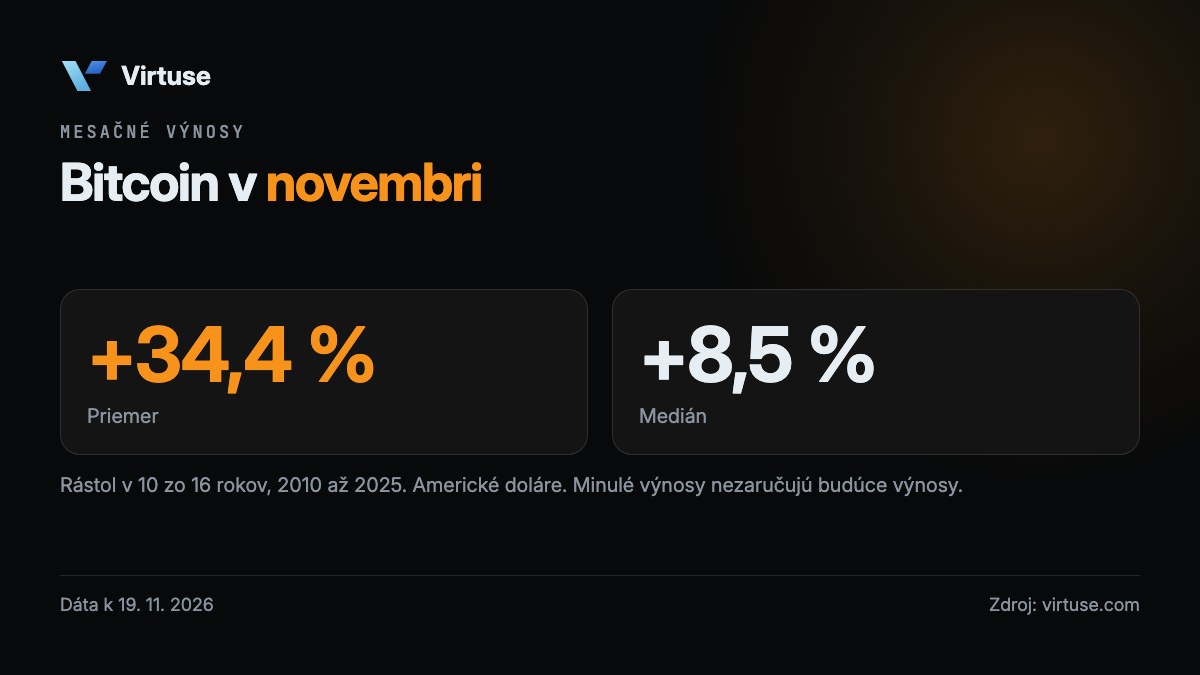 Virtuse
MESAČNÉ VÝNOSY
Bitcoin v novembri
+34,4 %
Priemer
+8,5 %
Medián
Rástol v 10 zo 16 rokov, 2010 až 2025. Americké doláre. Minulé výnosy nezaručujú budúce výnosy.
Dáta k 19. 11. 2026
Zdroj: virtuse.com